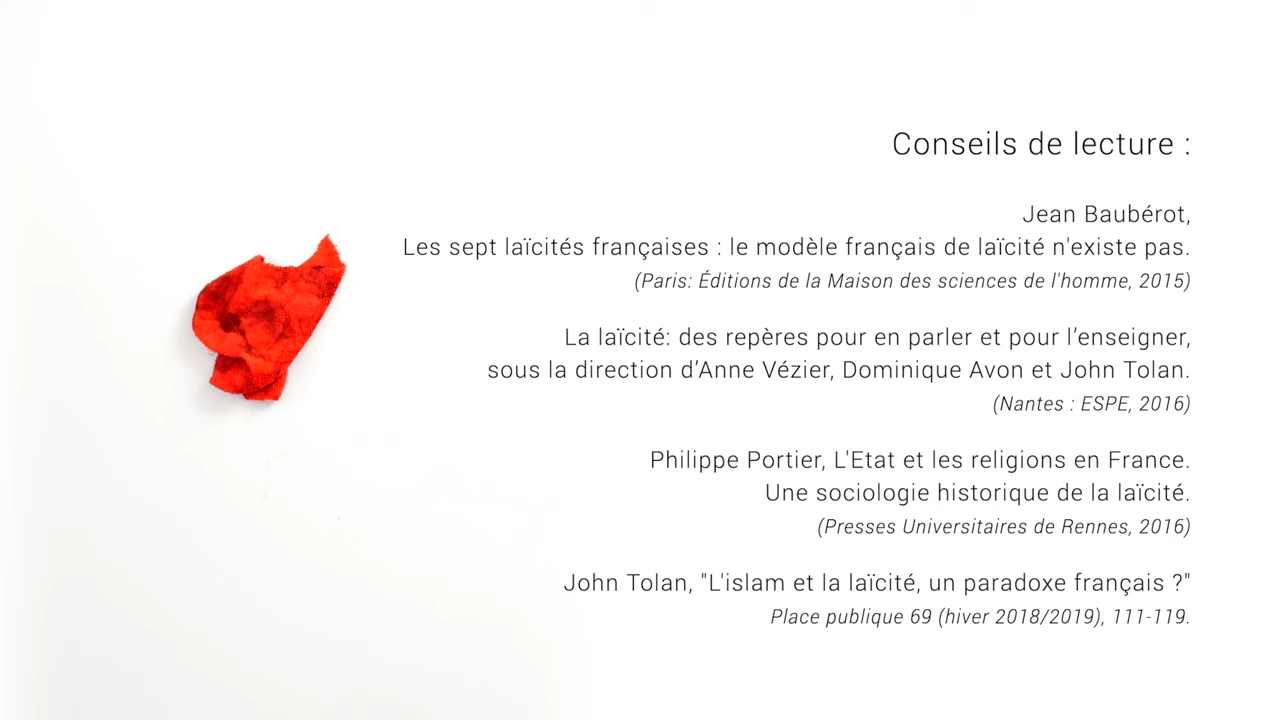 Conseils de lecture :
Jean Baubérot,
Les sept laïcités françaises : le modèle français de laïcité n'existe pas.
(Paris: Éditions de la Maison des sciences de l'homme, 2015)
La laïcité: des repères pour en parler et pour l’enseigner,
sous la direction d’Anne Vézier, Dominique Avon et John Tolan.
(Nantes : ESPE, 2016)
Philippe Portier, L'Etat et les religions en France.
Une sociologie historique de la laïcité.
(Presses Universitaires de Rennes, 2016)
John Tolan, "L'islam et la laïcité, un paradoxe français ?"
Place publique 69 (hiver 2018/2019), 111-119.